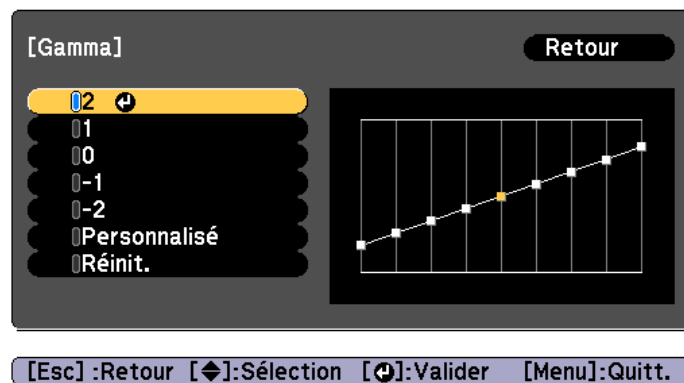 [Gamma]
Retour
2
1
0
-1
-2
Personnalisé
Réinit.
[Esc] :Retour [◆]:Sélection [↵]:Valider [Menu]:Quitt.